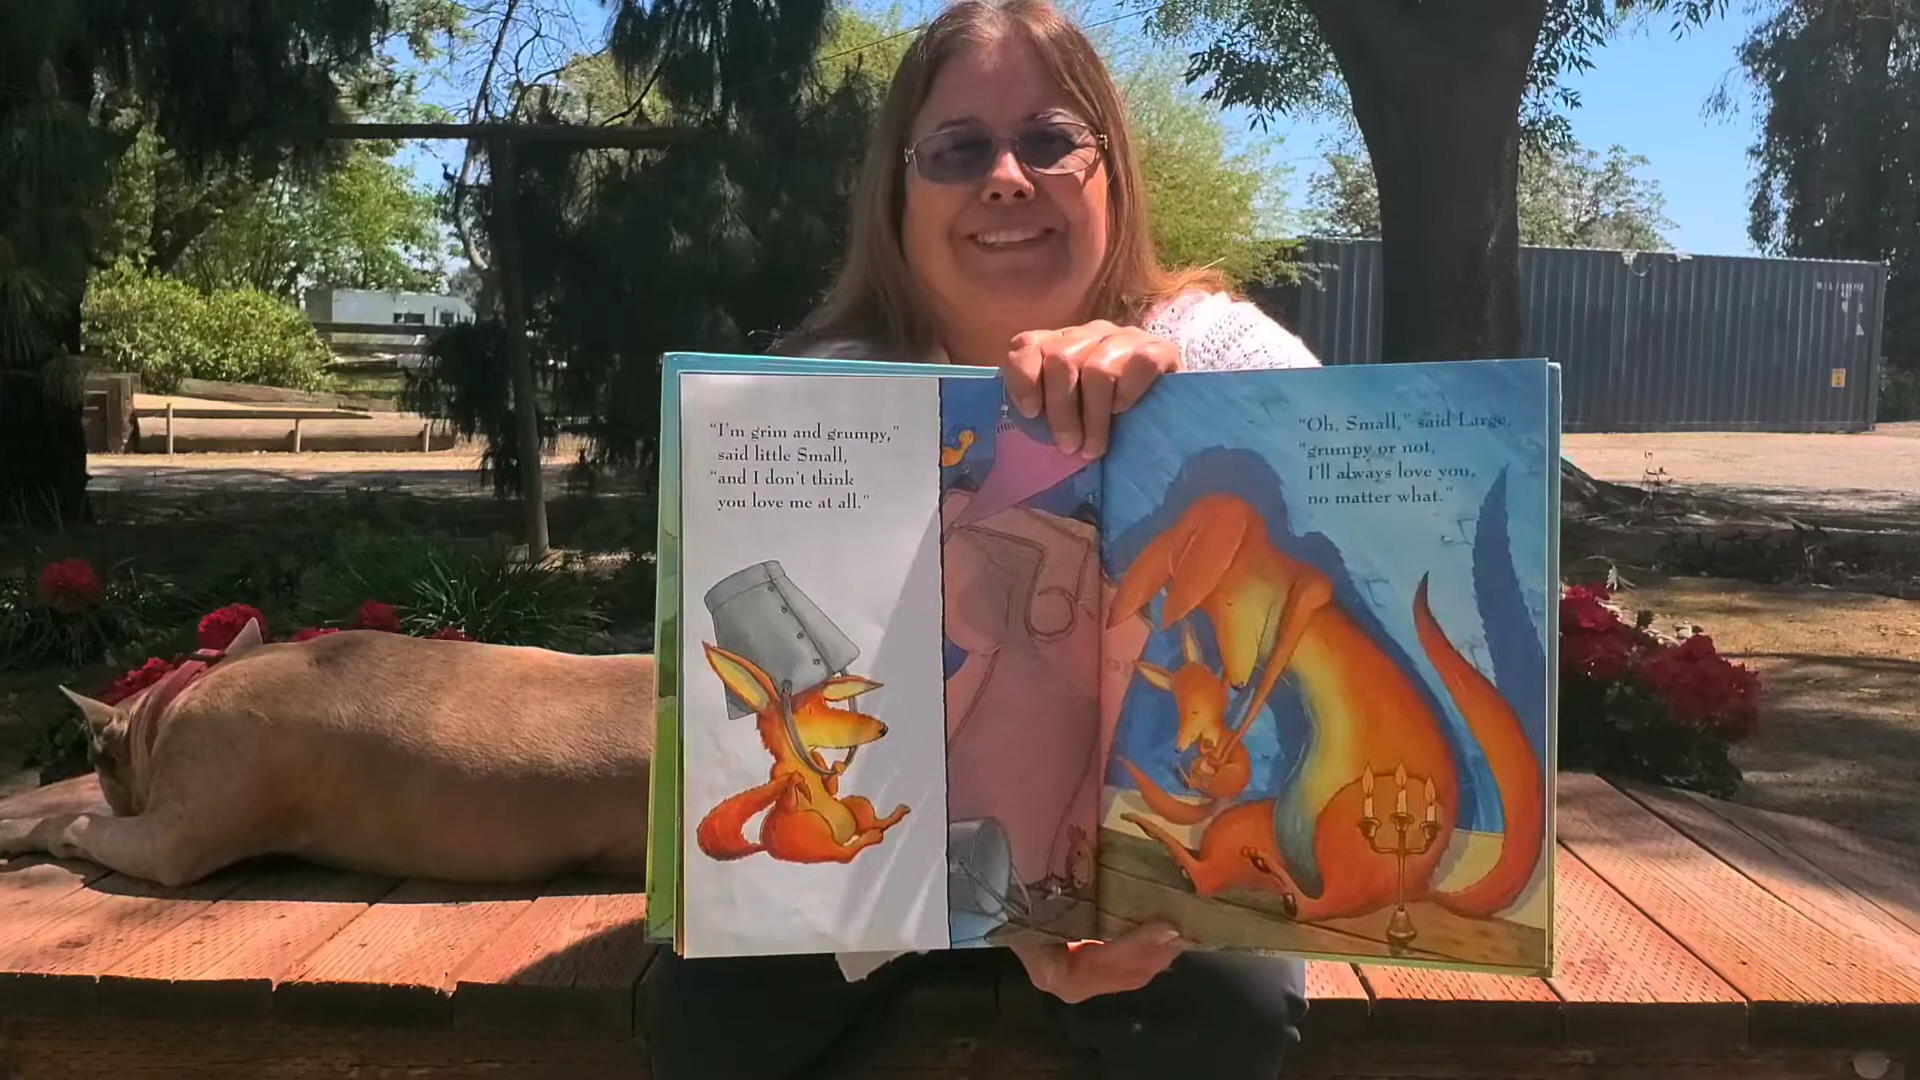 "I'm grim and grumpy,"
said little Small,
"and I don't think
you love me at all."
"Oh, Small," said Large,
"grumpy or not,
I'll always love you,
no matter what."